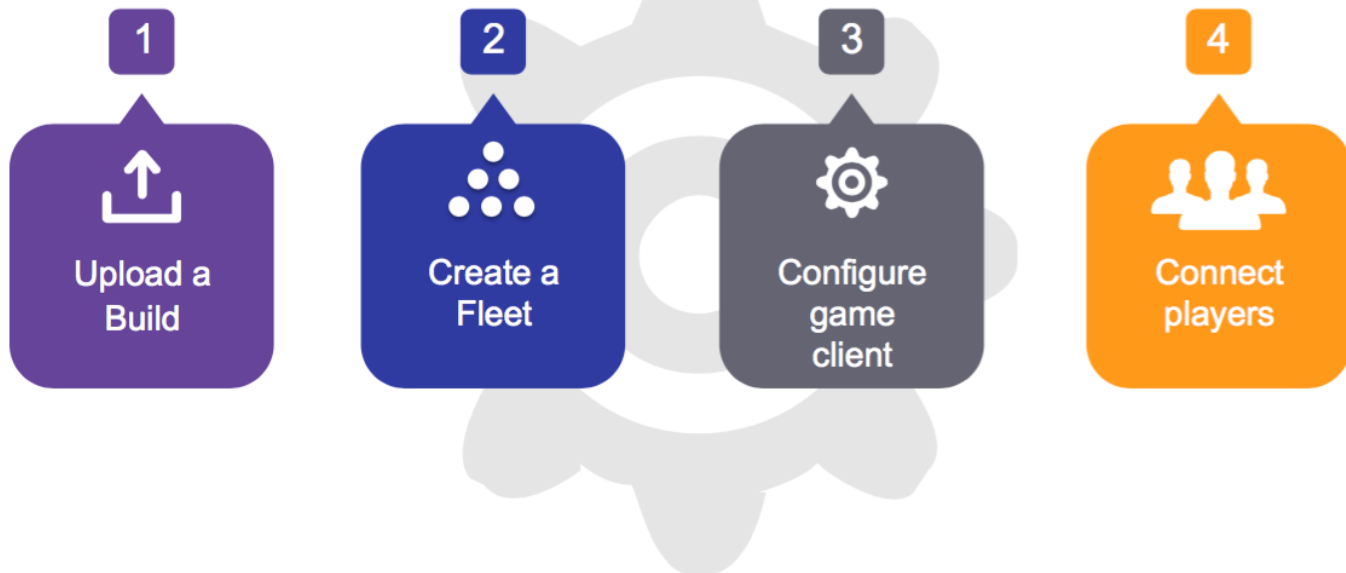 1
Upload a
Build
2
Create a
Fleet
3
Configure
game
client
4
Connect
players